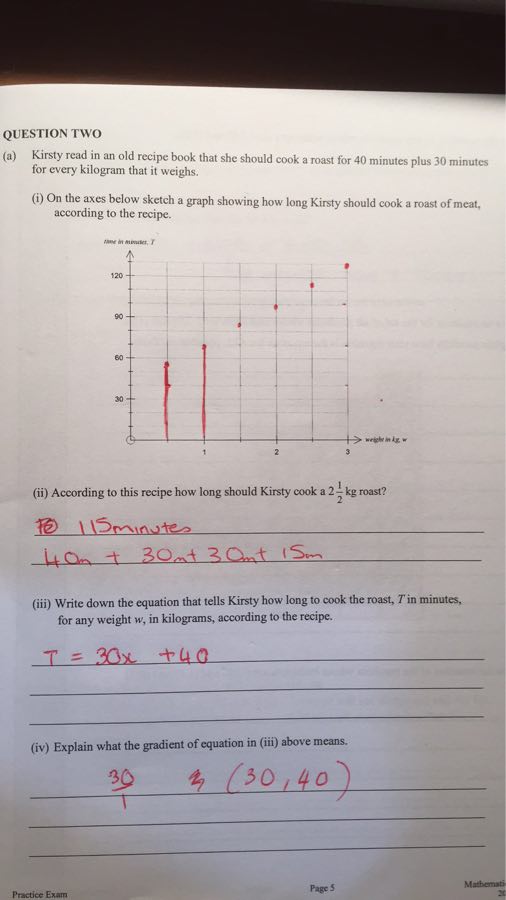 QUESTION TWO
(a) Kirsty read in an old recipe book that she should cook a roast for 40 minutes plus 30 minutes
for every kilogram that it weighs.
(i) On the axes below sketch a graph showing how long Kirsty should cook a roast of meat,
according to the recipe.
time in minutes, T
120
90
60
30
weight in kg, w
1 2 3
(ii) According to this recipe how long should Kirsty cook a 2 1/2 kg roast?
115minutes
40m + 30m+ 30m+ 15m
(iii) Write down the equation that tells Kirsty how long to cook the roast, T in minutes,
for any weight w, in kilograms, according to the recipe.
T = 30x +40
(iv) Explain what the gradient of equation in (iii) above means.
30/1 (30,40)
Practice Exam Page 5